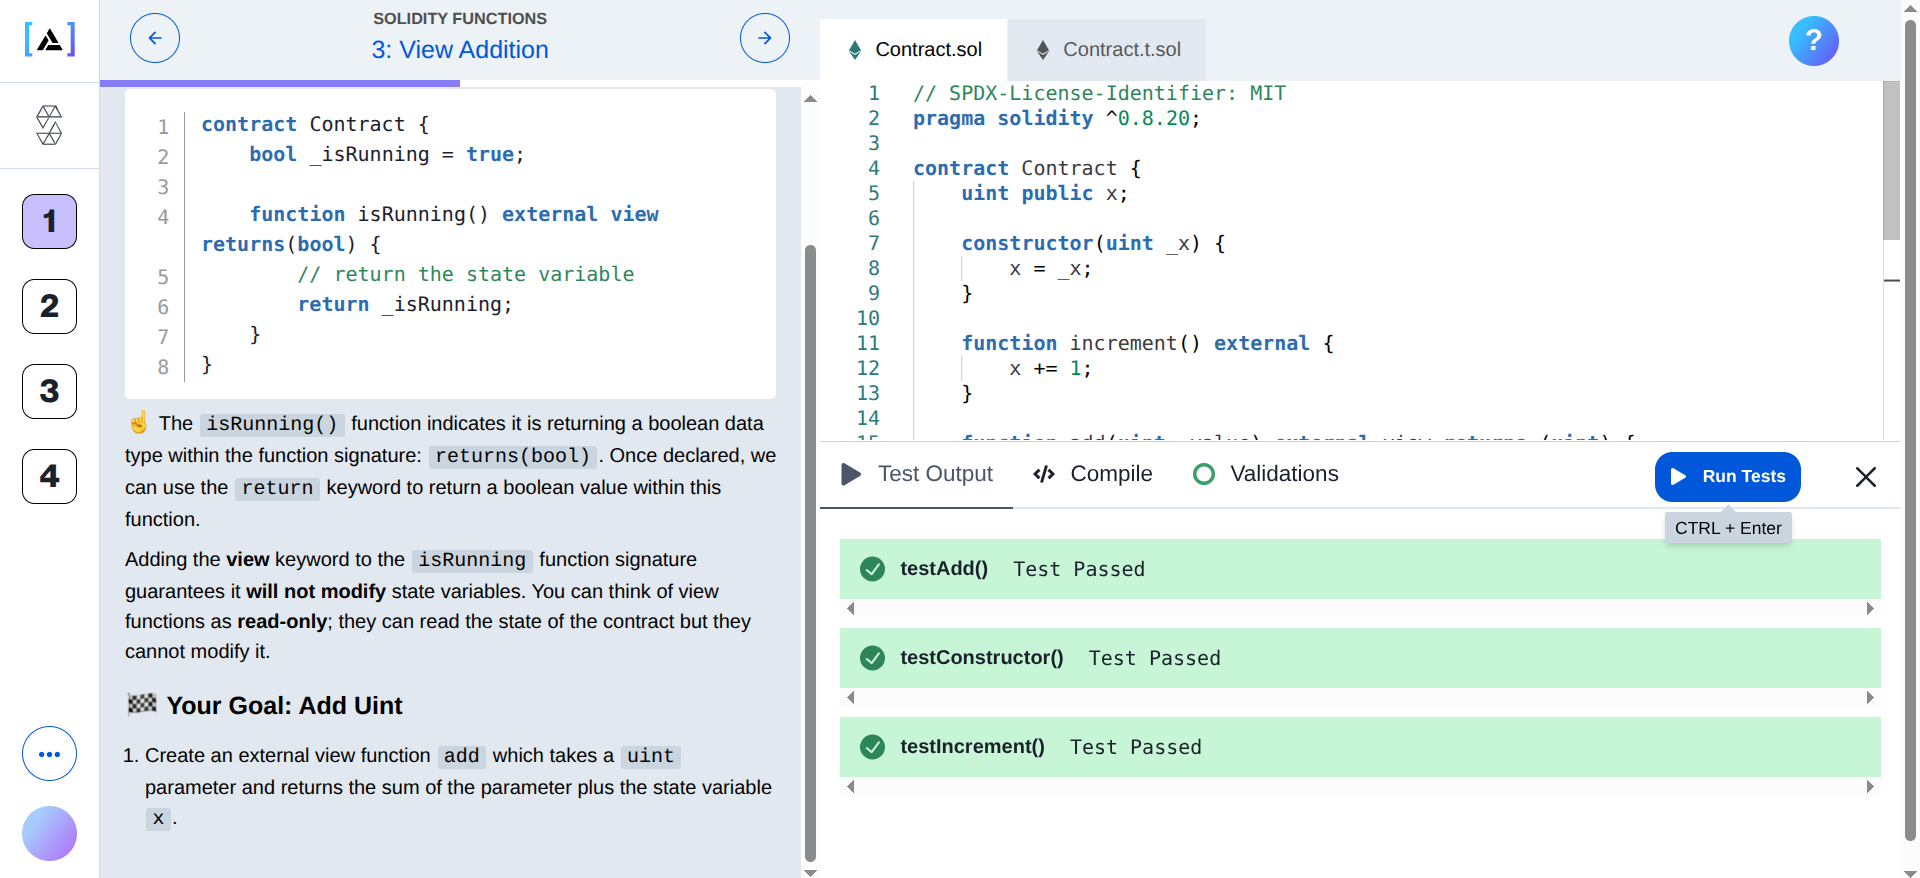 SOLIDITY FUNCTIONS
3: View Addition
1
2
3
4
1 contract Contract {
2 bool _isRunning = true;
3
4 function isRunning() external view
returns(bool) {
5 // return the state variable
6 return _isRunning;
7 }
8 }
☝ The isRunning() function indicates it is returning a boolean data
type within the function signature: returns(bool). Once declared, we
can use the return keyword to return a boolean value within this
function.
Adding the view keyword to the isRunning function signature
guarantees it will not modify state variables. You can think of view
functions as read-only; they can read the state of the contract but they
cannot modify it.
🏁 Your Goal: Add Uint
1. Create an external view function add which takes a uint
parameter and returns the sum of the parameter plus the state variable
x.
Contract.sol
Contract.t.sol
?
1 // SPDX-License-Identifier: MIT
2 pragma solidity ^0.8.20;
3
4 contract Contract {
5 uint public x;
6
7 constructor(uint _x) {
8 x = _x;
9 }
10
11 function increment() external {
12 x += 1;
13 }
14
15 function add(uint _value) external view returns (uint) {
Test Output
Compile
Validations
Run Tests
CTRL + Enter
testAdd() Test Passed
testConstructor() Test Passed
testIncrement() Test Passed